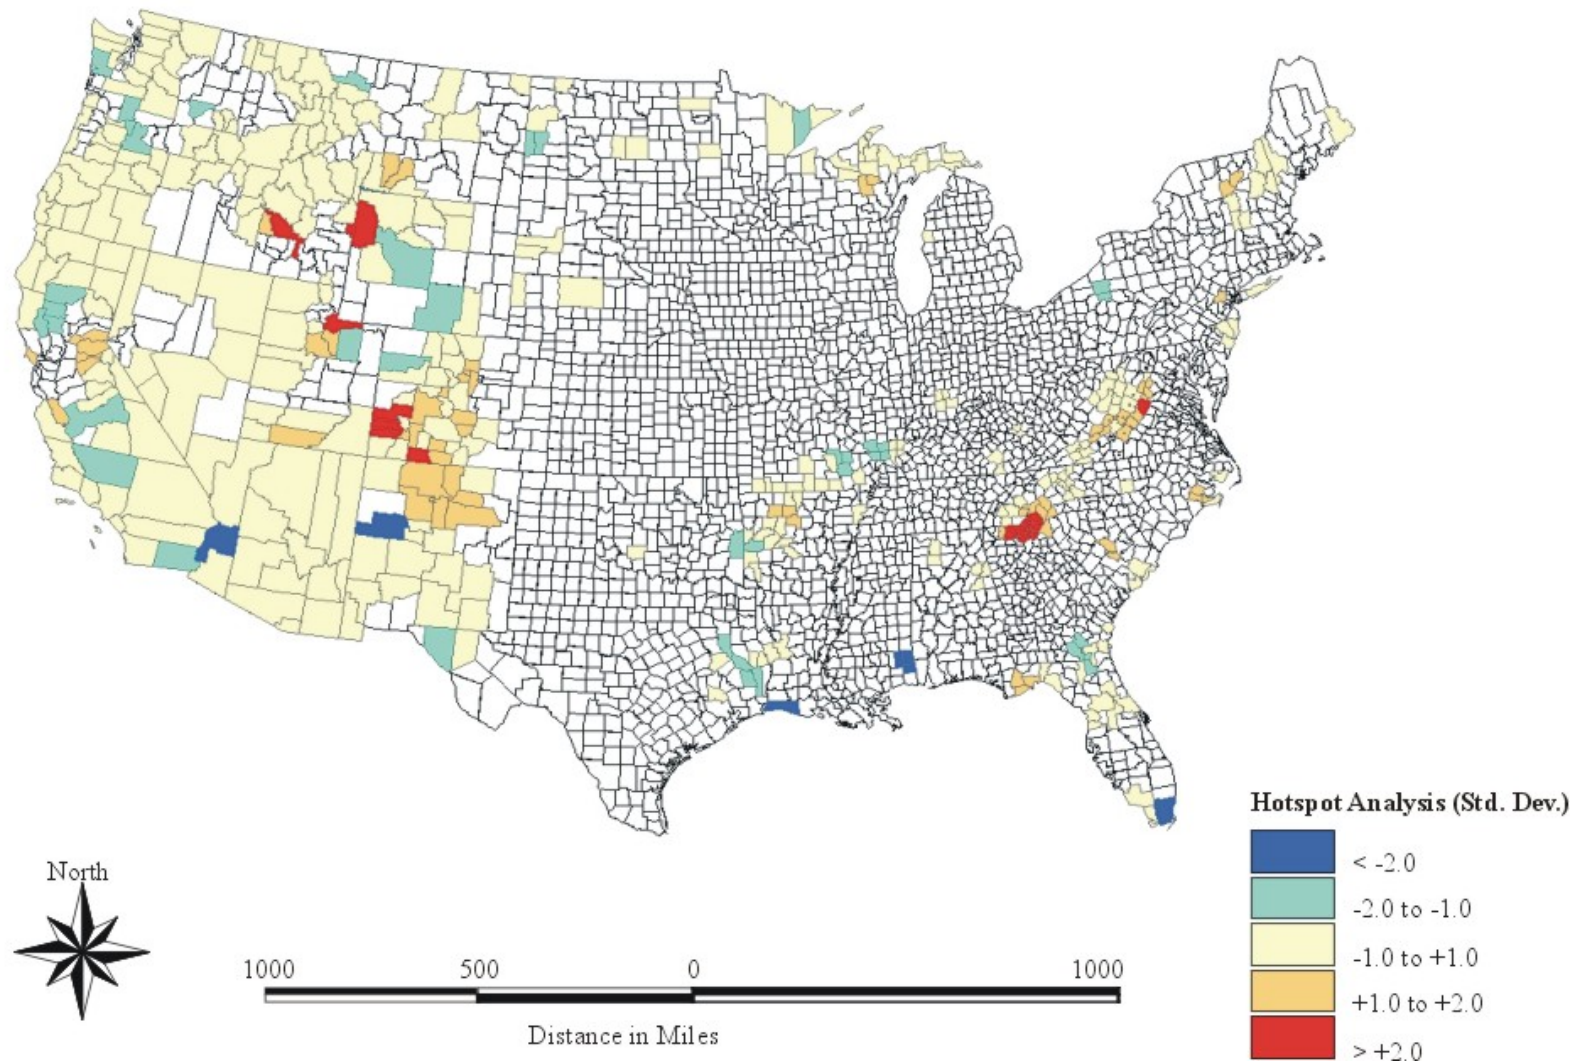 Hotspot Analysis (Std. Dev.)
< -2.0
-2.0 to -1.0
-1.0 to +1.0
+1.0 to +2.0
> +2.0
North
1000 500 0 1000
Distance in Miles